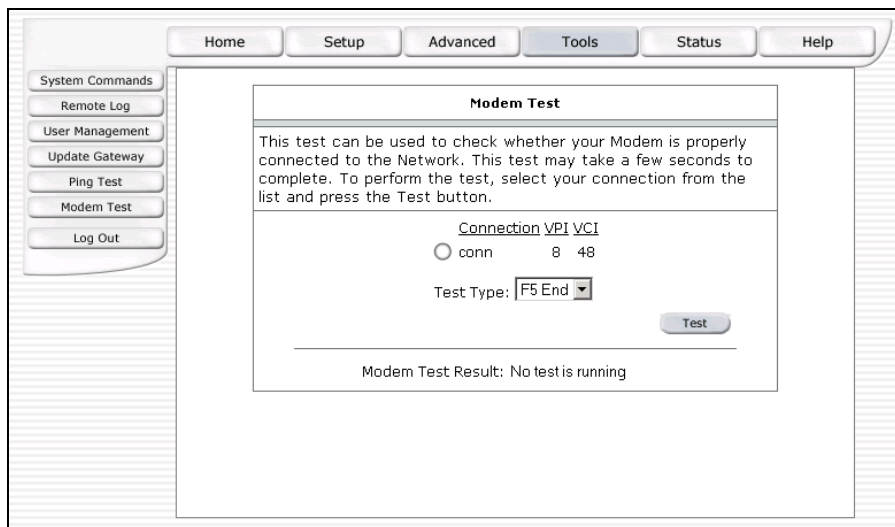 Home Setup Advanced Tools Status Help
System Commands
Remote Log
User Management
Update Gateway
Ping Test
Modem Test
Log Out
Modem Test
This test can be used to check whether your Modem is properly
connected to the Network. This test may take a few seconds to
complete. To perform the test, select your connection from the
list and press the Test button.
Connection VPI VCI
conn 8 48
Test Type: F5 End
Test
Modem Test Result: No test is running